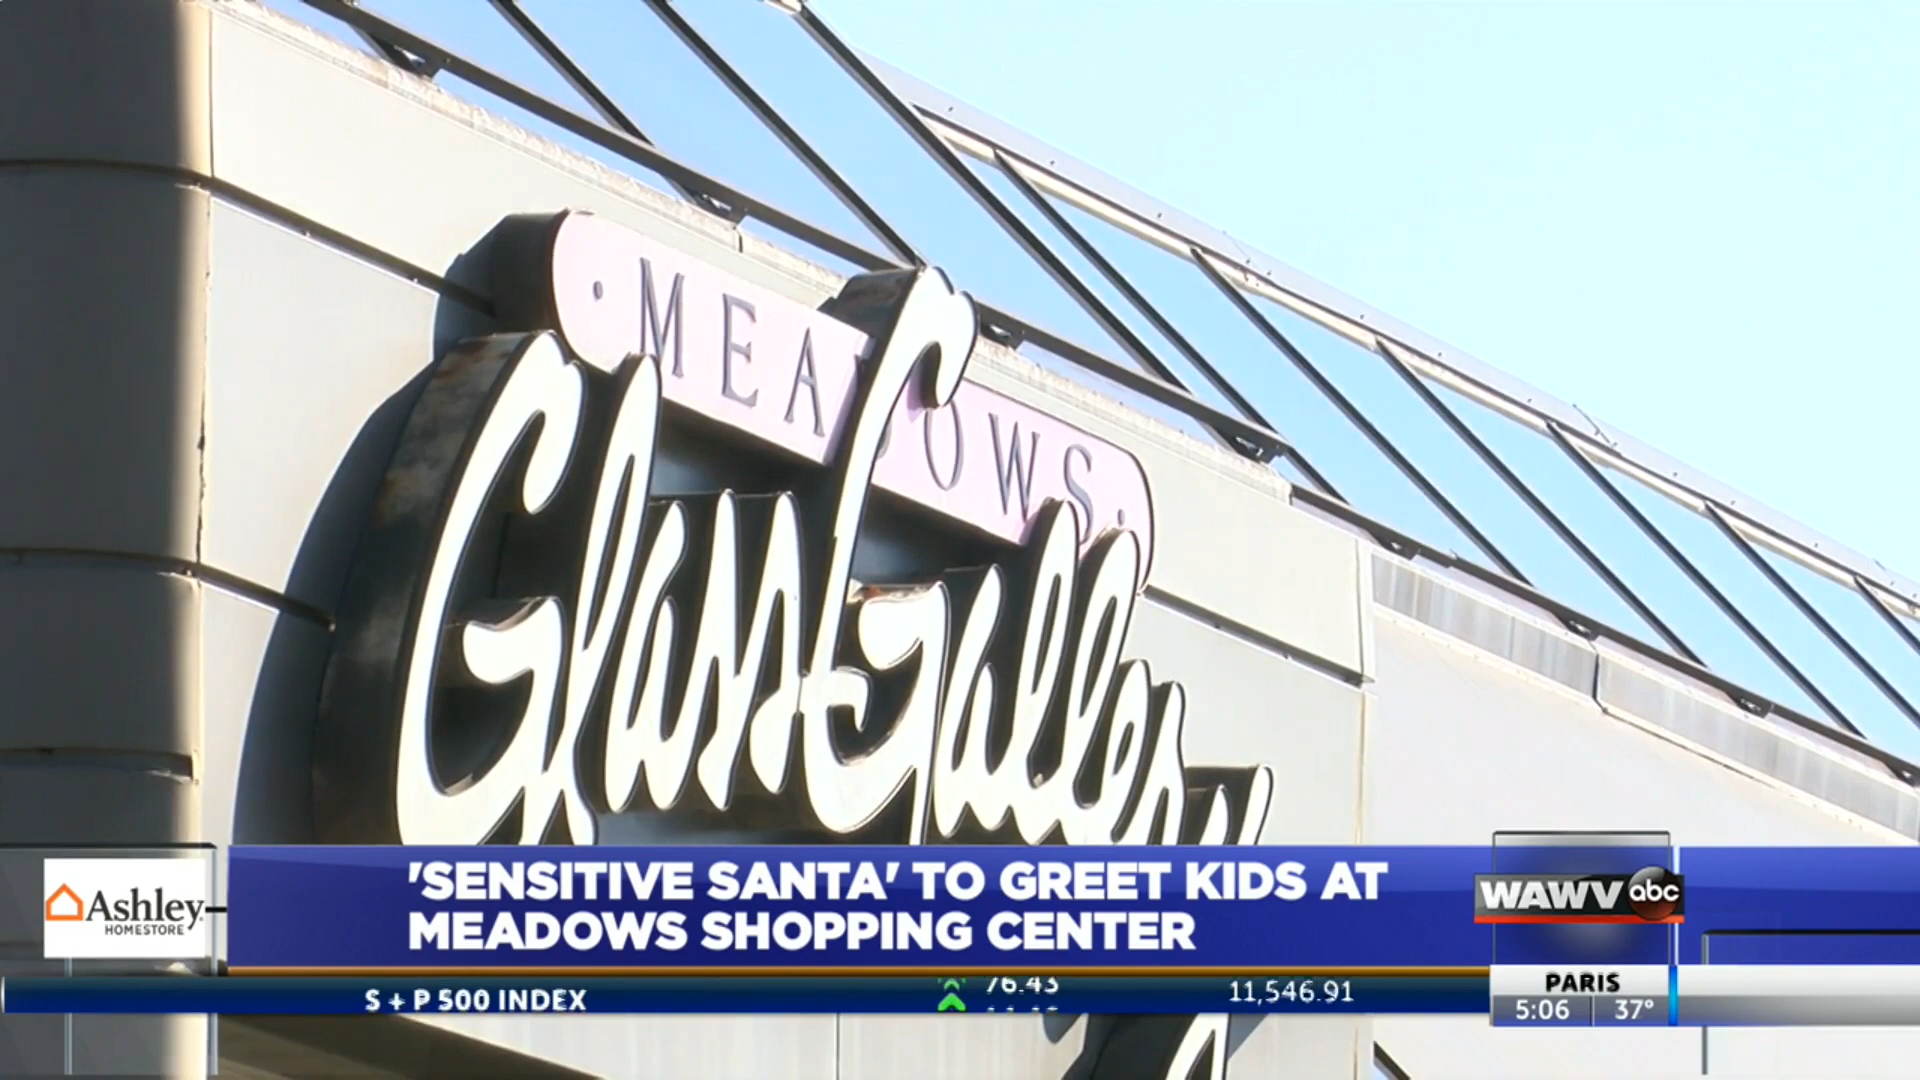 • MEADOWS •
Glass Gallery
'SENSITIVE SANTA' TO GREET KIDS AT
MEADOWS SHOPPING CENTER
Ashley
HOMESTORE
WAWV abc
S + P 500 INDEX 76.43 11,546.91
PARIS
5:06 37°